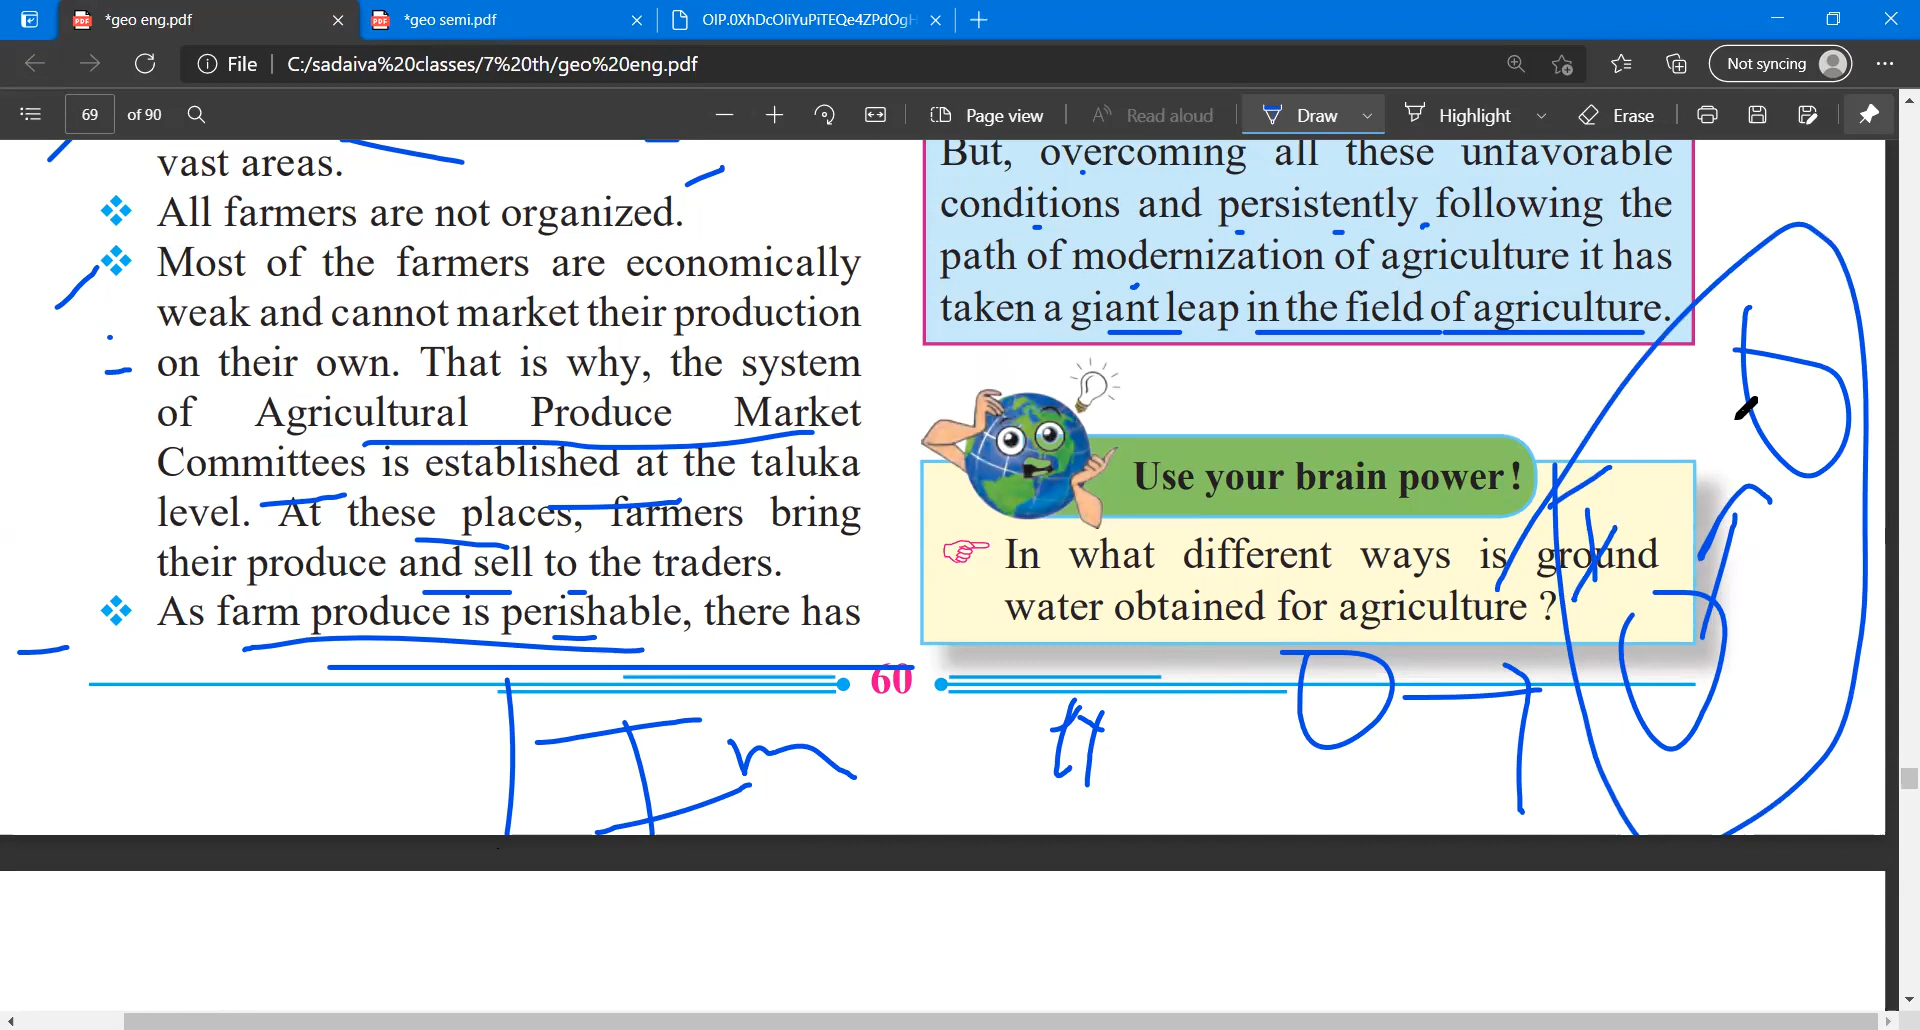 *geo eng.pdf
*geo semi.pdf
OIP.0XhDcOliYuPiTEQe4ZPdOgH
File
C:/sadaiva%20classes/7%20th/geo%20eng.pdf
Not syncing
69
of 90
Page view
Read aloud
Draw
Highlight
Erase
vast areas.
All farmers are not organized.
Most of the farmers are economically
weak and cannot market their production
on their own. That is why, the system
of Agricultural Produce Market
Committees is established at the taluka
level. At these places, farmers bring
their produce and sell to the traders.
As farm produce is perishable, there has
But, overcoming all these unfavorable
conditions and persistently following the
path of modernization of agriculture it has
taken a giant leap in the field of agriculture.
Use your brain power!
In what different ways is ground
water obtained for agriculture ?
60